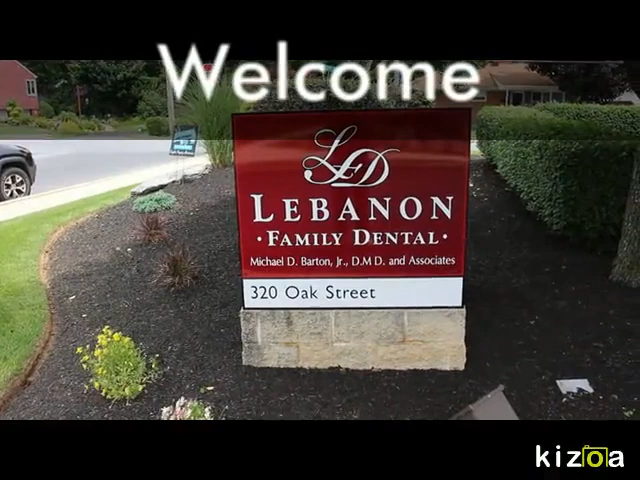 Welcome
LFD
LEBANON
· FAMILY DENTAL ·
Michael D. Barton, Jr., D.M D. and Associates
320 Oak Street
kizoa